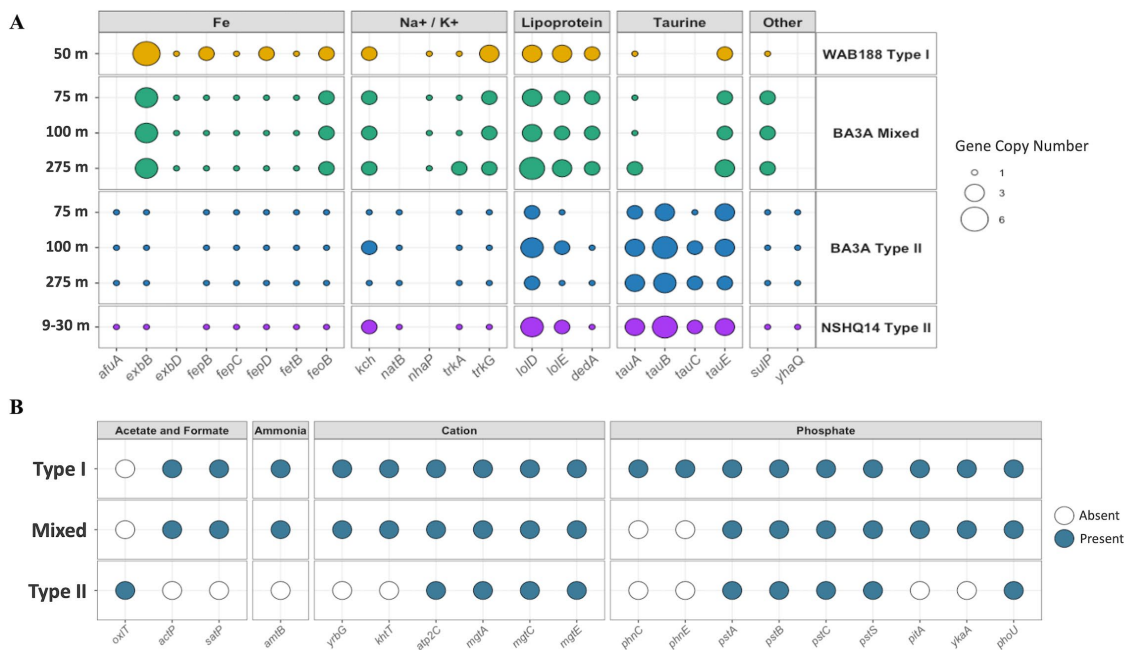 A
Fe
Na+ / K+
Lipoprotein
Taurine
Other
50 m
WAB188 Type I
75 m
100 m
275 m
BA3A Mixed
75 m
100 m
275 m
BA3A Type II
9-30 m
NSHQ14 Type II
afuA
exbB
exbD
fepB
fepC
fepD
fetB
feoB
kch
natB
nhaP
trkA
trkG
lolD
lolE
dedA
tauA
tauB
tauC
tauE
sulP
yhaQ
Gene Copy Number
1
3
6
B
Acetate and Formate
Ammonia
Cation
Phosphate
Type I
Mixed
Type II
oxlT
actP
satP
amtB
yrbG
khtT
atp2C
mgtA
mgtC
mgtE
phnC
phnE
pstA
pstB
pstC
pstS
pitA
ykaA
phoU
Absent
Present